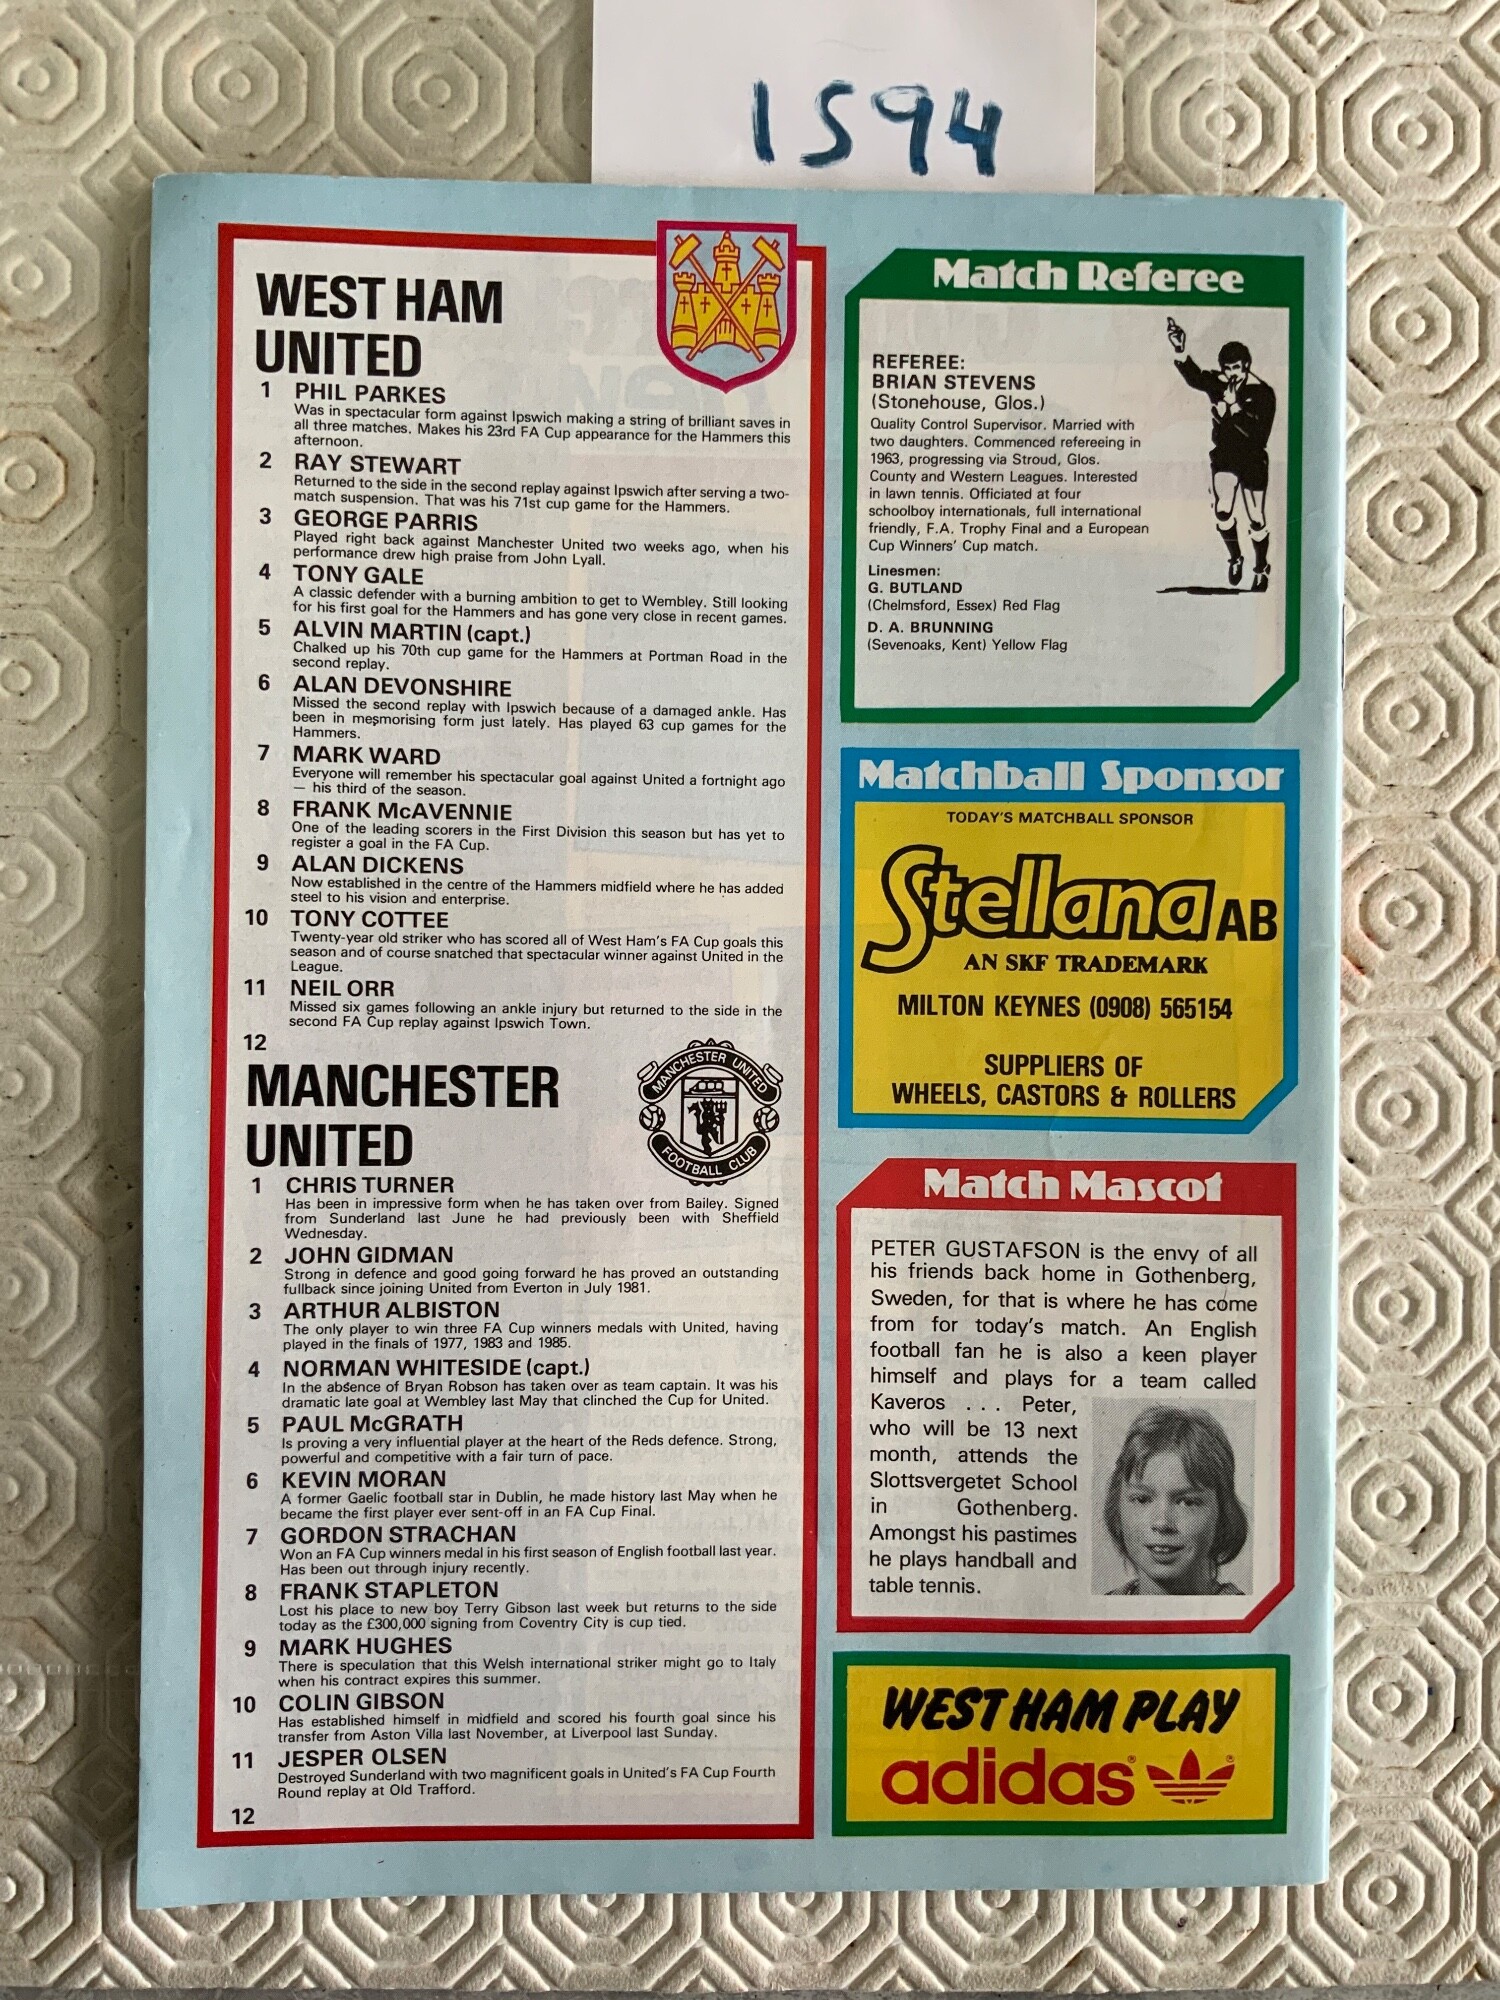 1594
WEST HAM
UNITED
1 PHIL PARKES
Was in spectacular form against Ipswich making a string of brilliant saves in
all three matches. Makes his 23rd FA Cup appearance for the Hammers this
afternoon.
2 RAY STEWART
Returned to the side in the second replay against Ipswich after serving a two-
match suspension. That was his 71st cup game for the Hammers.
3 GEORGE PARRIS
Played right back against Manchester United two weeks ago, when his
performance drew high praise from John Lyall.
4 TONY GALE
A classic defender with a burning ambition to get to Wembley. Still looking
for his first goal for the Hammers and has gone very close in recent games.
5 ALVIN MARTIN (capt.)
Chalked up his 70th cup game for the Hammers at Portman Road in the
second replay.
6 ALAN DEVONSHIRE
Missed the second replay with Ipswich because of a damaged ankle. Has
been in mesmorising form just lately. Has played 63 cup games for the
Hammers.
7 MARK WARD
Everyone will remember his spectacular goal against United a fortnight ago
— his third of the season.
8 FRANK McAVENNIE
One of the leading scorers in the First Division this season but has yet to
register a goal in the FA Cup.
9 ALAN DICKENS
Now established in the centre of the Hammers midfield where he has added
steel to his vision and enterprise.
10 TONY COTTEE
Twenty-year old striker who has scored all of West Ham's FA Cup goals this
season and of course snatched that spectacular winner against United in the
League.
11 NEIL ORR
Missed six games following an ankle injury but returned to the side in the
second FA Cup replay against Ipswich Town.
12
MANCHESTER
UNITED
MANCHESTER UNITED
FOOTBALL CLUB
1 CHRIS TURNER
Has been in impressive form when he has taken over from Bailey. Signed
from Sunderland last June he had previously been with Sheffield
Wednesday.
2 JOHN GIDMAN
Strong in defence and good going forward he has proved an outstanding
fullback since joining United from Everton in July 1981.
3 ARTHUR ALBISTON
The only player to win three FA Cup winners medals with United, having
played in the finals of 1977, 1983 and 1985.
4 NORMAN WHITESIDE (capt.)
In the absence of Bryan Robson has taken over as team captain. It was his
dramatic late goal at Wembley last May that clinched the Cup for United.
5 PAUL McGRATH
Is proving a very influential player at the heart of the Reds defence. Strong,
powerful and competitive with a fair turn of pace.
6 KEVIN MORAN
A former Gaelic football star in Dublin, he made history last May when he
became the first player ever sent-off in an FA Cup Final.
7 GORDON STRACHAN
Won an FA Cup winners medal in his first season of English football last year.
Has been out through injury recently.
8 FRANK STAPLETON
Lost his place to new boy Terry Gibson last week but returns to the side
today as the £300,000 signing from Coventry City is cup tied.
9 MARK HUGHES
There is speculation that this Welsh international striker might go to Italy
when his contract expires this summer.
10 COLIN GIBSON
Has established himself in midfield and scored his fourth goal since his
transfer from Aston Villa last November, at Liverpool last Sunday.
11 JESPER OLSEN
Destroyed Sunderland with two magnificent goals in United's FA Cup Fourth
Round replay at Old Trafford.
12
Match Referee
REFEREE:
BRIAN STEVENS
(Stonehouse, Glos.)
Quality Control Supervisor. Married with
two daughters. Commenced refereeing in
1963, progressing via Stroud, Glos.
County and Western Leagues. Interested
in lawn tennis. Officiated at four
schoolboy internationals, full international
friendly, F.A. Trophy Final and a European
Cup Winners' Cup match.
Linesmen:
G. BUTLAND
(Chelmsford, Essex) Red Flag
D. A. BRUNNING
(Sevenoaks, Kent) Yellow Flag
Matchball Sponsor
TODAY'S MATCHBALL SPONSOR
Stellana AB
AN SKF TRADEMARK
MILTON KEYNES (0908) 565154
SUPPLIERS OF
WHEELS, CASTORS & ROLLERS
Match Mascot
PETER GUSTAFSON is the envy of all
his friends back home in Gothenberg,
Sweden, for that is where he has come
from for today's match. An English
football fan he is also a keen player
himself and plays for a team called
Kaveros . . . Peter,
who will be 13 next
month, attends the
Slottsvergetet School
in Gothenberg.
Amongst his pastimes
he plays handball and
table tennis.
WEST HAM PLAY
adidas